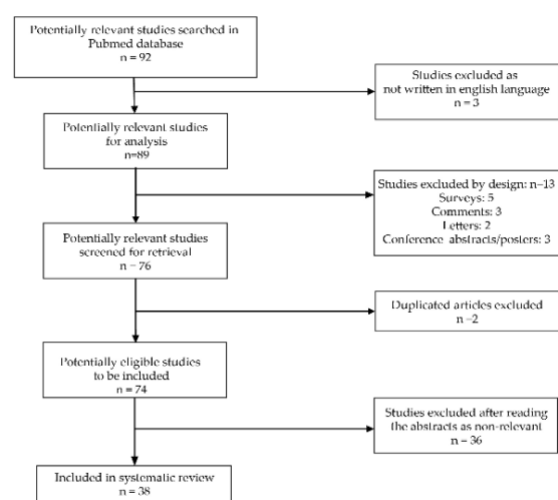 Potentially relevant studies searched in
Pubmed database
n = 92
Studies excluded as
not written in english language
n = 3
Potentially relevant studies
for analysis
n=89
Studies excluded by design: n=13
Surveys: 5
Comments: 3
Letters: 2
Conference abstracts/posters: 3
Potentially relevant studies
screened for retrieval
n = 76
Duplicated articles excluded
n =2
Potentially eligible studies
to be included
n = 74
Studies excluded after reading
the abstracts as non-relevant
n = 36
Included in systematic review
n = 38